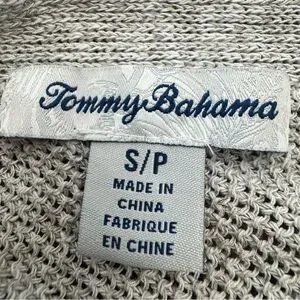 Tommy Bahama
S/P
MADE IN
CHINA
FABRIQUE
EN CHINE